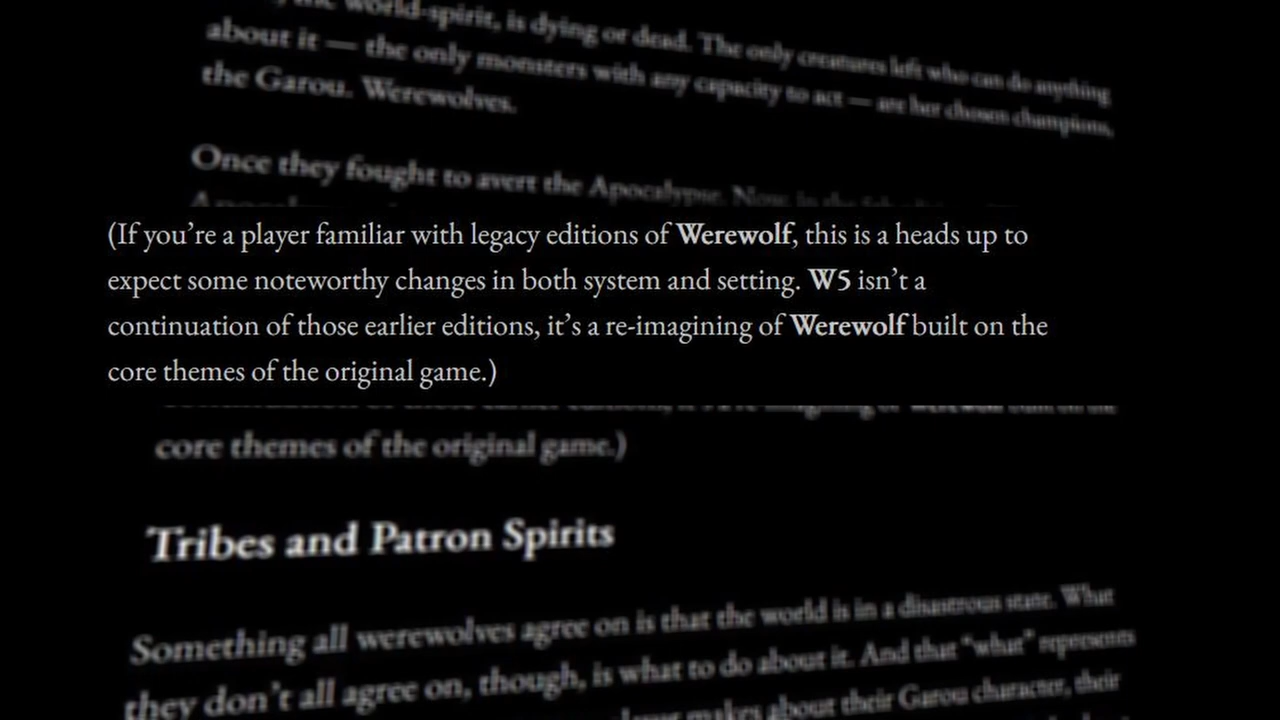 world-spirit, is dying or dead. The only creatures left who can do anything
about it — the only monsters with any capacity to act — are her chosen champions,
the Garou. Werewolves.
Once they fought to avert the Apocalypse. Now, in the
(If you’re a player familiar with legacy editions of Werewolf, this is a heads up to
expect some noteworthy changes in both system and setting. W5 isn’t a
continuation of those earlier editions, it’s a re-imagining of Werewolf built on the
core themes of the original game.)
core themes of the original game.)
Tribes and Patron Spirits
Something all werewolves agree on is that the world is in a disastrous state. What
they don’t all agree on, though, is what to do about it. And that “what” represents
makes about their Garou character, their